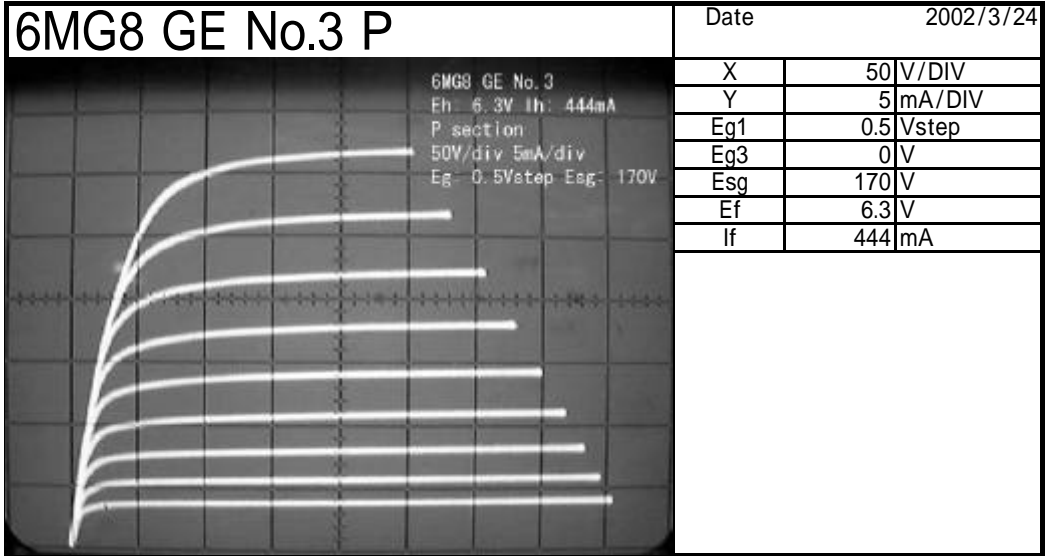 6MG8 GE No.3 P
Date 2002/3/24
6MG8 GE No.3
Eh 6.3V Ih: 444mA
P section
50V/div 5mA/div
Eg- 0.5Vstep Esg- 170V
X 50 V/DIV
Y 5 mA/DIV
Eg1 0.5 Vstep
Eg3 0 V
Esg 170 V
Ef 6.3 V
If 444 mA